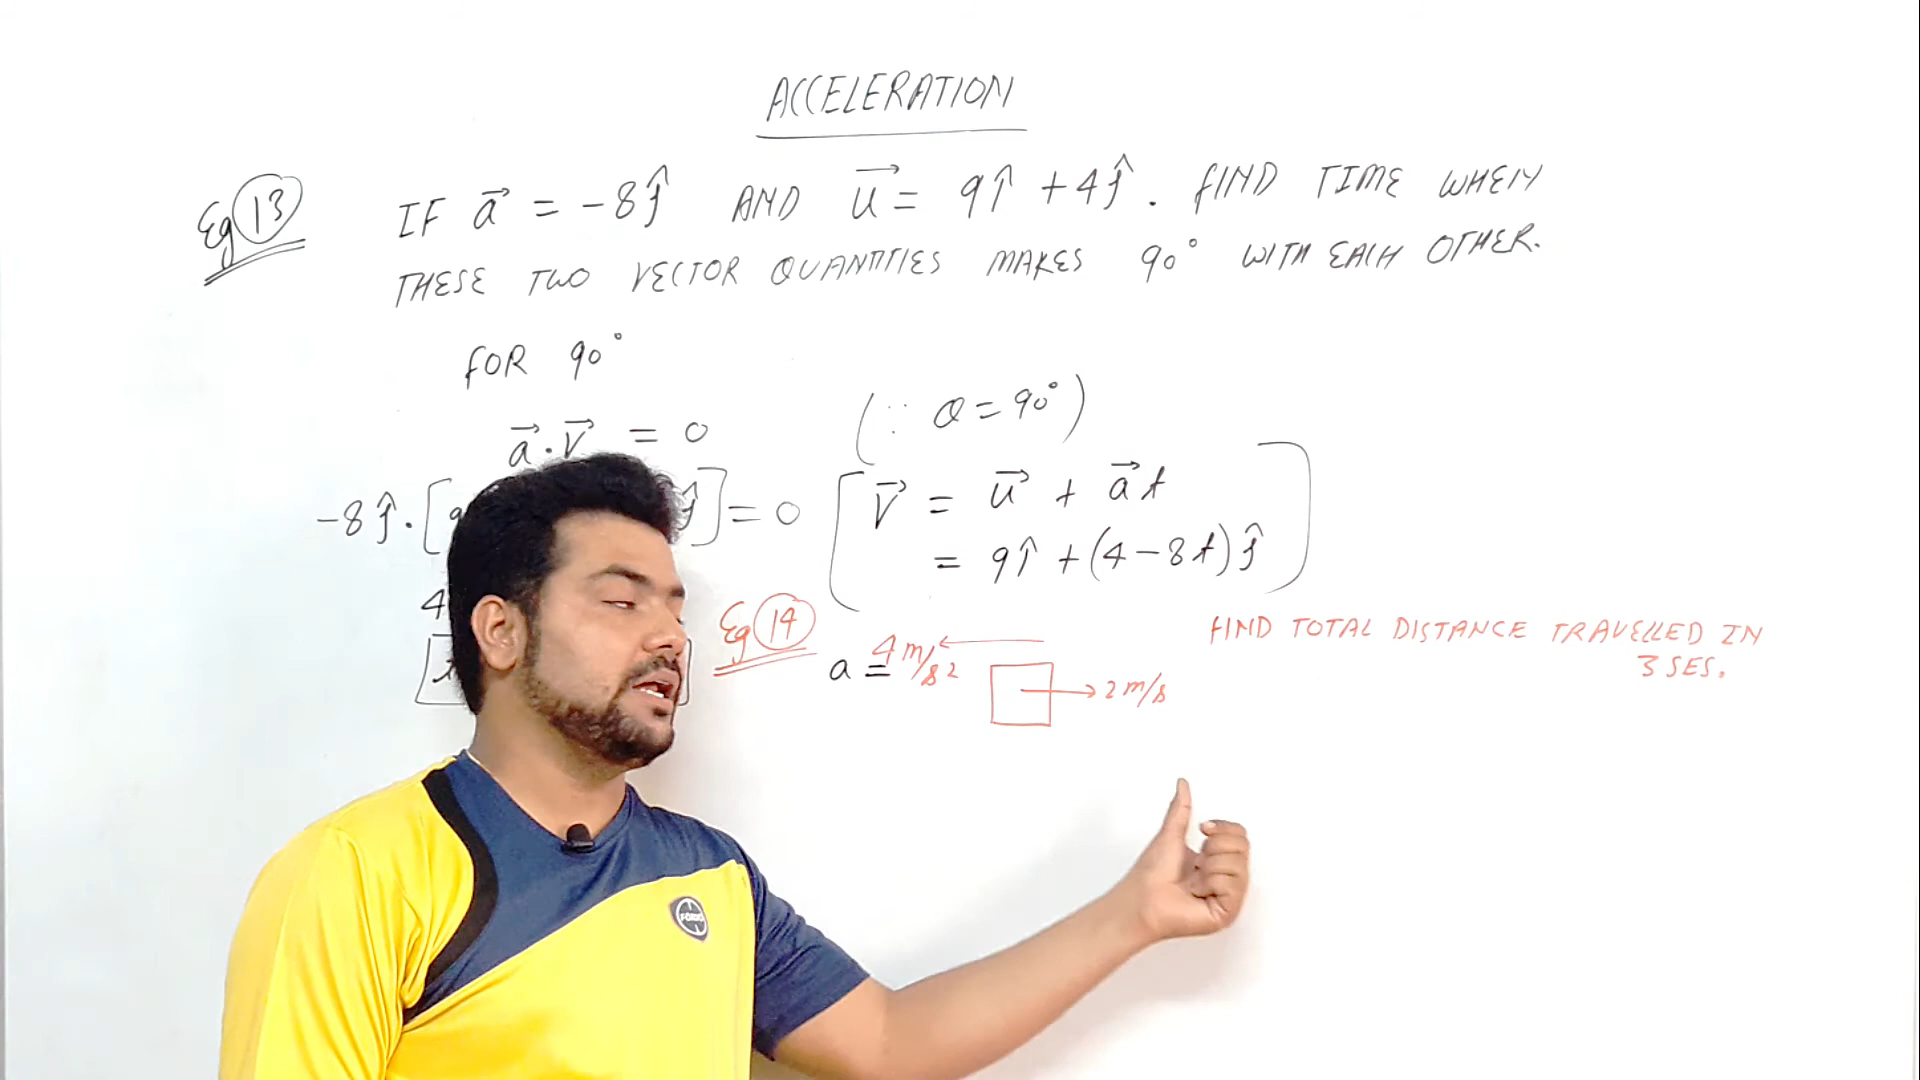 ACCELERATION
Eg 13 IF a⃗ = -8ĵ AND u⃗ = 9î + 4ĵ. FIND TIME WHEN
THESE TWO VECTOR QUANTITIES MAKES 90° WITH EACH OTHER.
FOR 90°
a⃗ . v⃗ = 0 (∵ θ = 90°)
-8ĵ . [9 ĵ] = 0 [v⃗ = u⃗ + a⃗t
= 9î + (4 - 8t)ĵ]
4
Eg 14 a = 4 m/s2 2 m/s
FIND TOTAL DISTANCE TRAVELLED IN
3 SES.